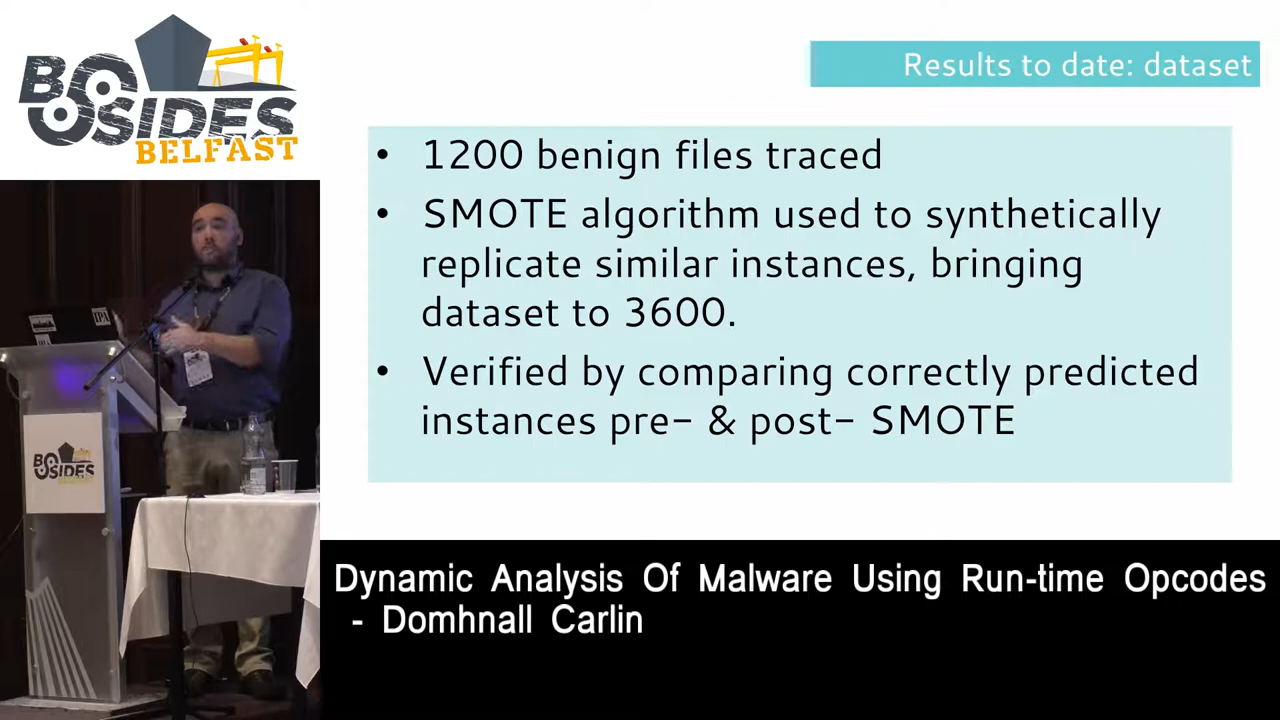 BSIDES
BELFAST
Results to date: dataset
• 1200 benign files traced
• SMOTE algorithm used to synthetically
replicate similar instances, bringing
dataset to 3600.
• Verified by comparing correctly predicted
instances pre- & post- SMOTE
IPA
BSIDES
BELFAST
Dynamic Analysis Of Malware Using Run-time Opcodes
- Domhnall Carlin